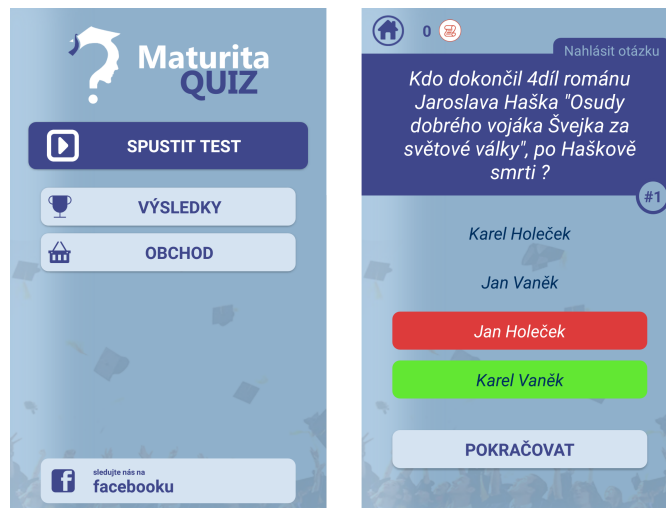 Maturita
QUIZ
SPUSTIT TEST
VÝSLEDKY
OBCHOD
sledujte nás na
facebooku
0
Nahlásit otázku
Kdo dokončil 4díl románu
Jaroslava Haška "Osudy
dobrého vojáka Švejka za
světové války", po Haškově
smrti ?
#1
Karel Holeček
Jan Vaněk
Jan Holeček
Karel Vaněk
POKRAČOVAT